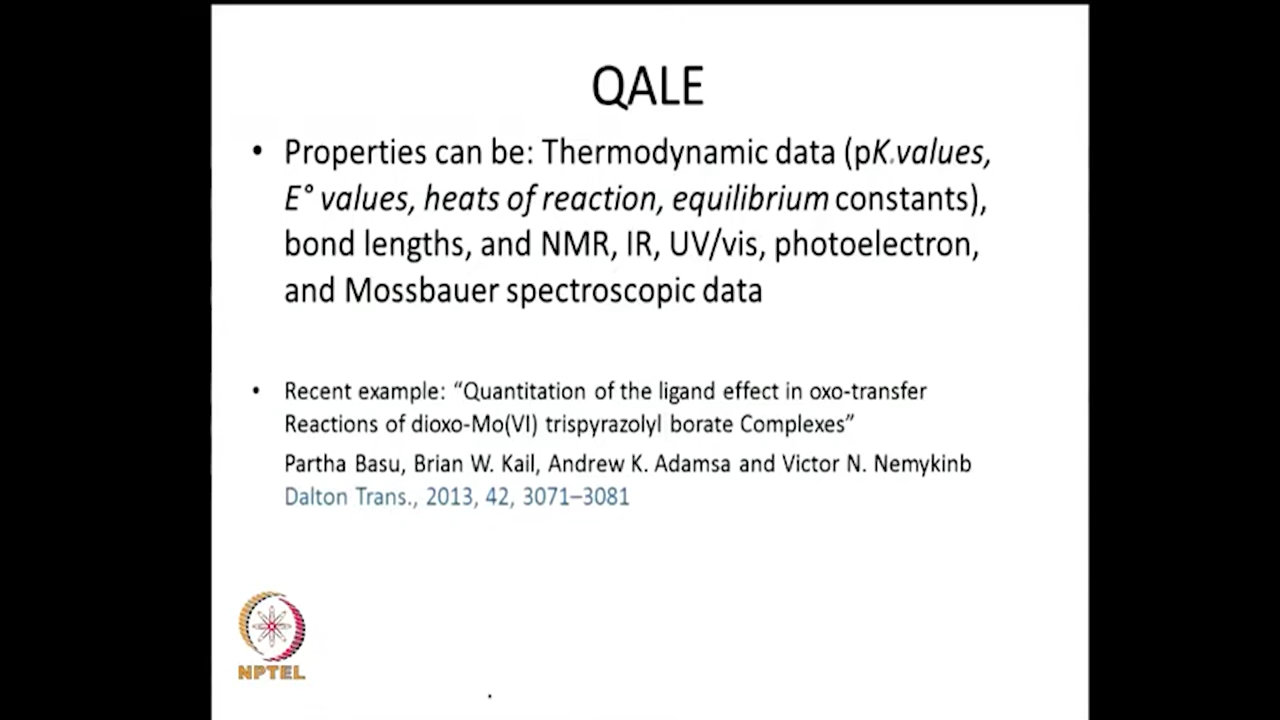 QALE
• Properties can be: Thermodynamic data (pK.values,
E° values, heats of reaction, equilibrium constants),
bond lengths, and NMR, IR, UV/vis, photoelectron,
and Mossbauer spectroscopic data
• Recent example: “Quantitation of the ligand effect in oxo-transfer
Reactions of dioxo-Mo(VI) trispyrazolyl borate Complexes”
Partha Basu, Brian W. Kail, Andrew K. Adamsa and Victor N. Nemykinb
Dalton Trans., 2013, 42, 3071–3081
NPTEL